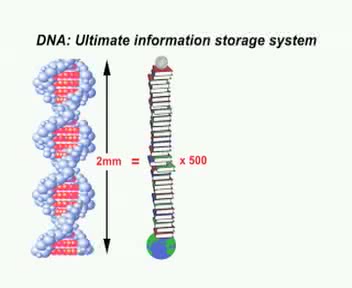 DNA: Ultimate information storage system
2mm = x 500